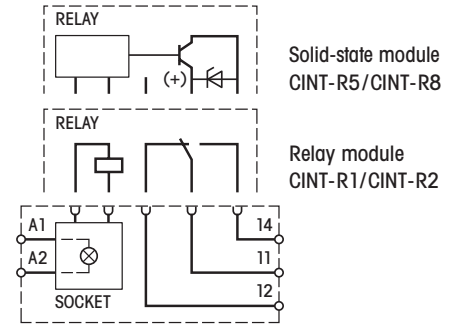 RELAY
(+)
Solid-state module
CINT-R5/CINT-R8
RELAY
Relay module
CINT-R1/CINT-R2
A1
14
A2
11
12
SOCKET